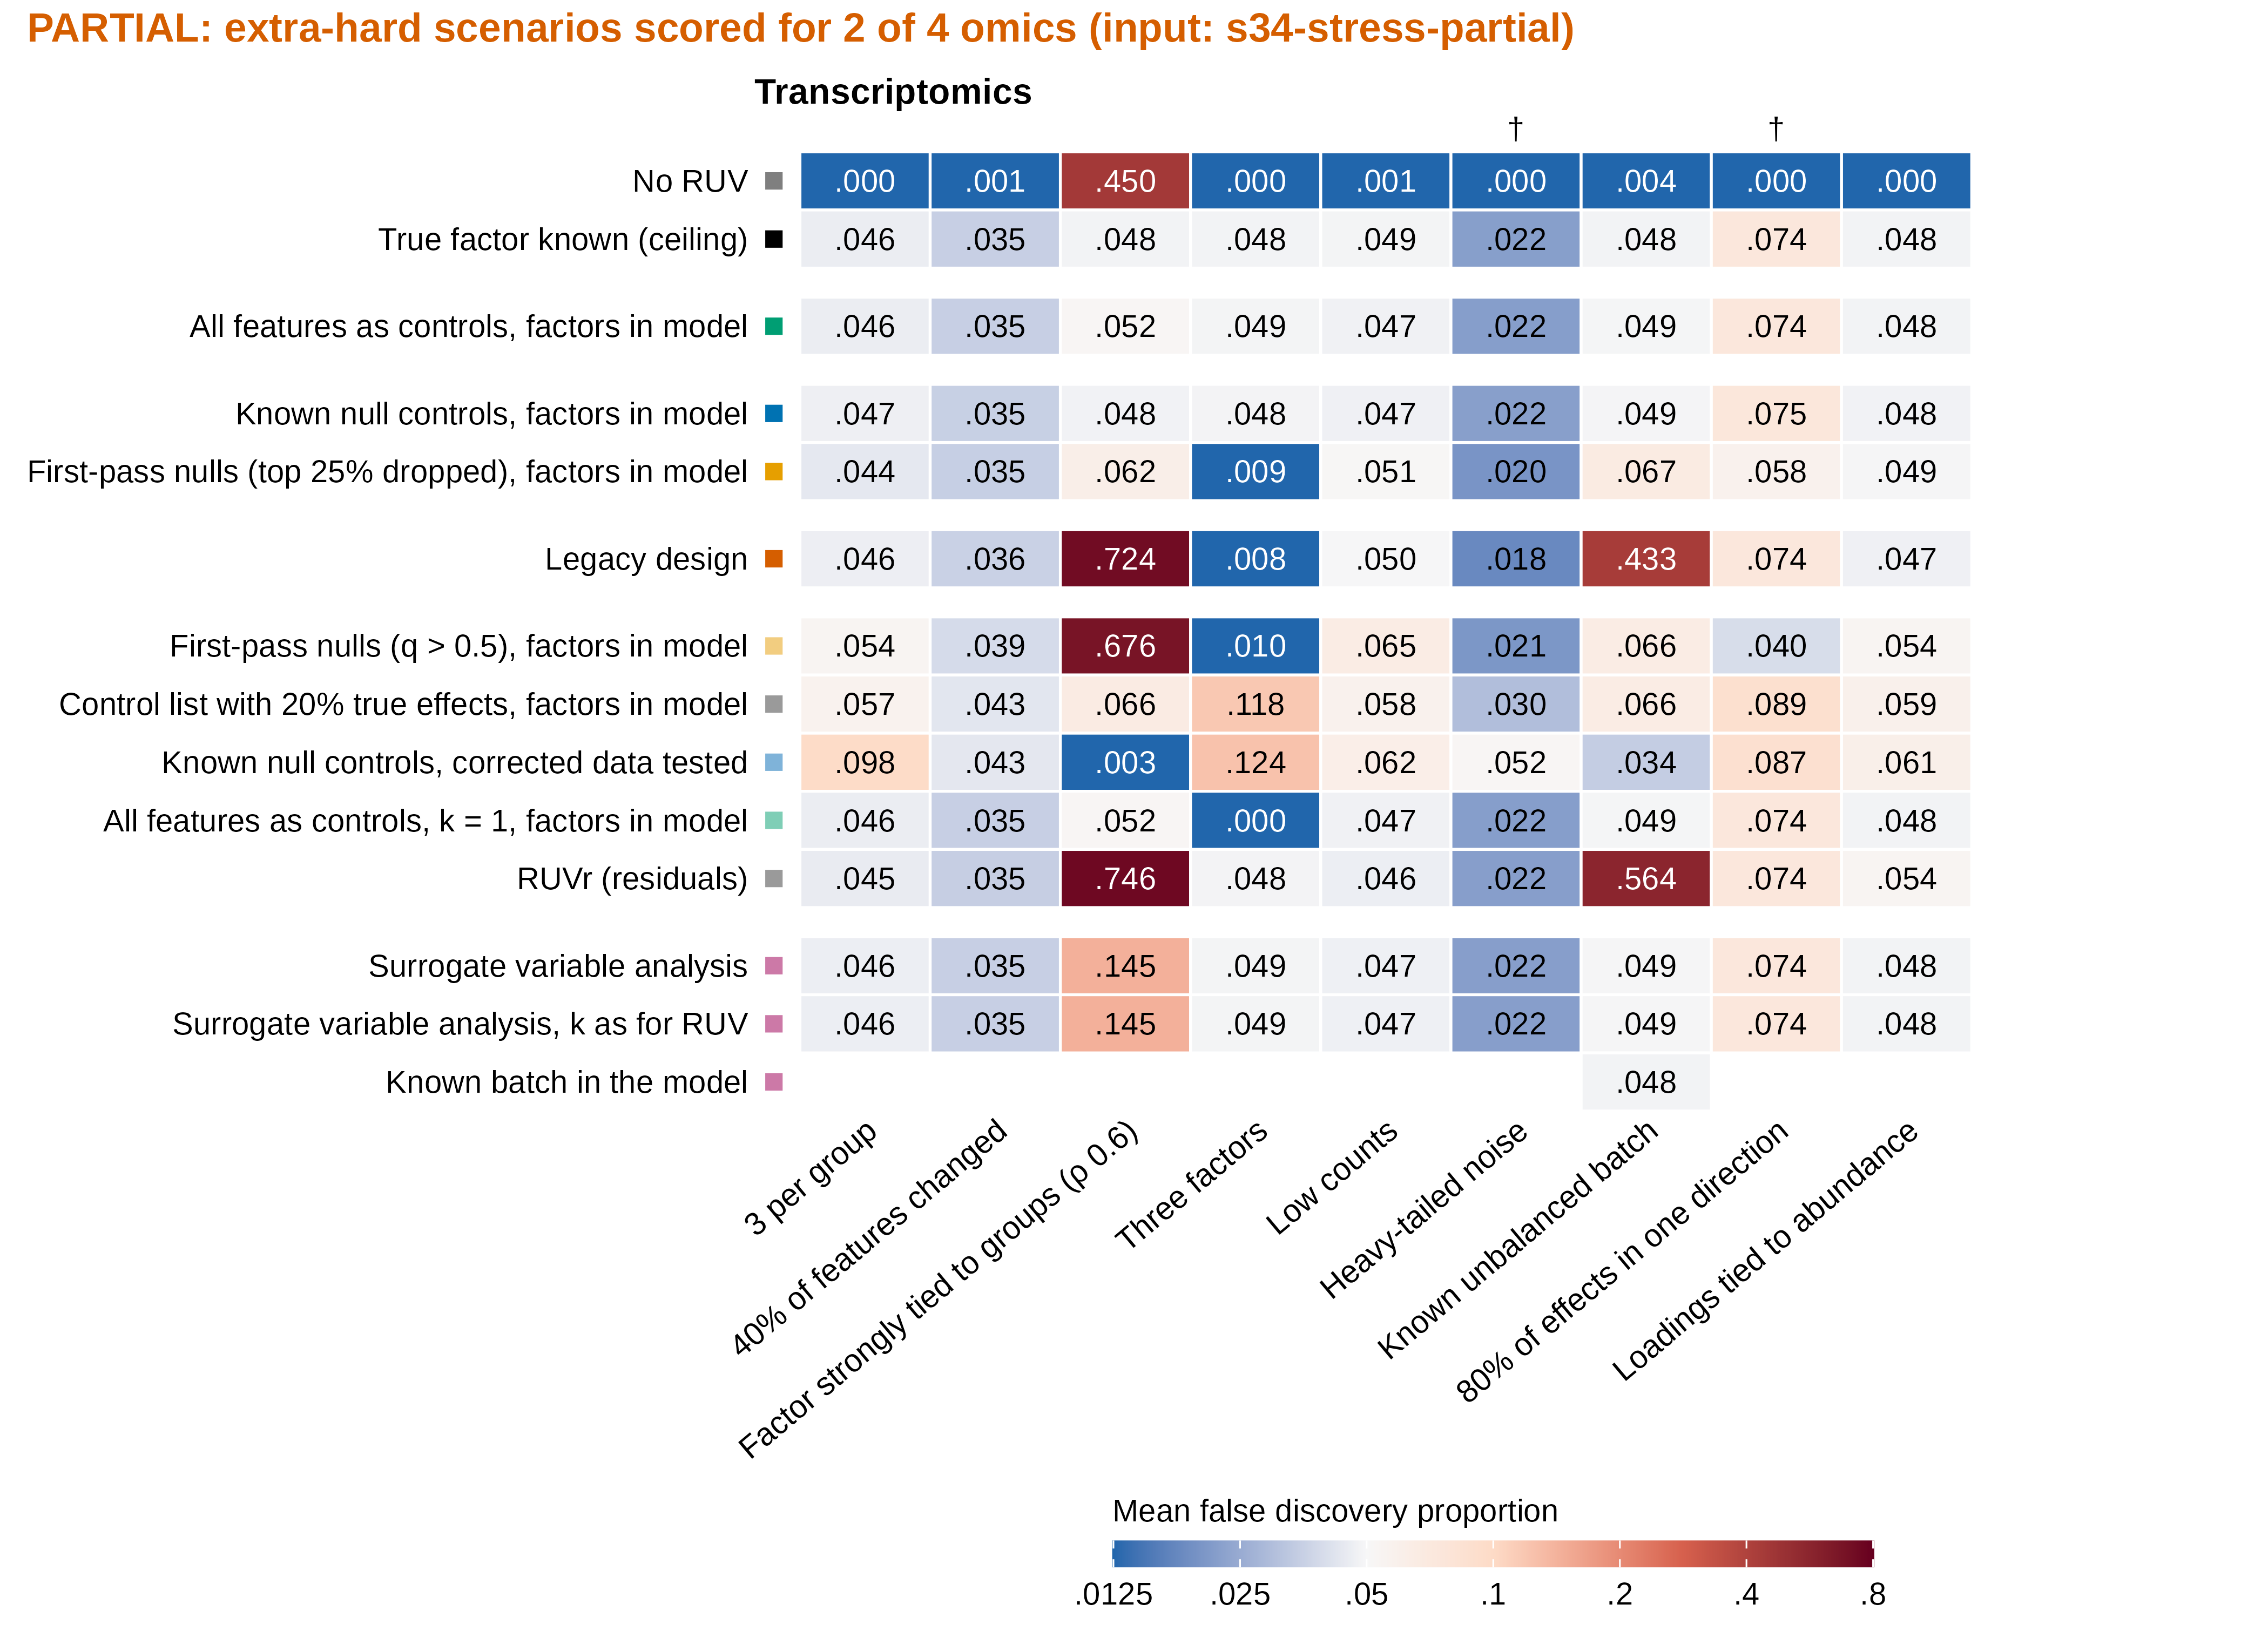 PARTIAL: extra-hard scenarios scored for 2 of 4 omics (input: s34-stress-partial)
Transcriptomics
† †
No RUV .000 .001 .450 .000 .001 .000 .004 .000 .000
True factor known (ceiling) .046 .035 .048 .048 .049 .022 .048 .074 .048
All features as controls, factors in model .046 .035 .052 .049 .047 .022 .049 .074 .048
Known null controls, factors in model .047 .035 .048 .048 .047 .022 .049 .075 .048
First-pass nulls (top 25% dropped), factors in model .044 .035 .062 .009 .051 .020 .067 .058 .049
Legacy design .046 .036 .724 .008 .050 .018 .433 .074 .047
First-pass nulls (q > 0.5), factors in model .054 .039 .676 .010 .065 .021 .066 .040 .054
Control list with 20% true effects, factors in model .057 .043 .066 .118 .058 .030 .066 .089 .059
Known null controls, corrected data tested .098 .043 .003 .124 .062 .052 .034 .087 .061
All features as controls, k = 1, factors in model .046 .035 .052 .000 .047 .022 .049 .074 .048
RUVr (residuals) .045 .035 .746 .048 .046 .022 .564 .074 .054
Surrogate variable analysis .046 .035 .145 .049 .047 .022 .049 .074 .048
Surrogate variable analysis, k as for RUV .046 .035 .145 .049 .047 .022 .049 .074 .048
Known batch in the model .048
3 per group
40% of features changed
Factor strongly tied to groups (ρ 0.6)
Three factors
Low counts
Heavy-tailed noise
Known unbalanced batch
80% of effects in one direction
Loadings tied to abundance
Mean false discovery proportion
.0125 .025 .05 .1 .2 .4 .8